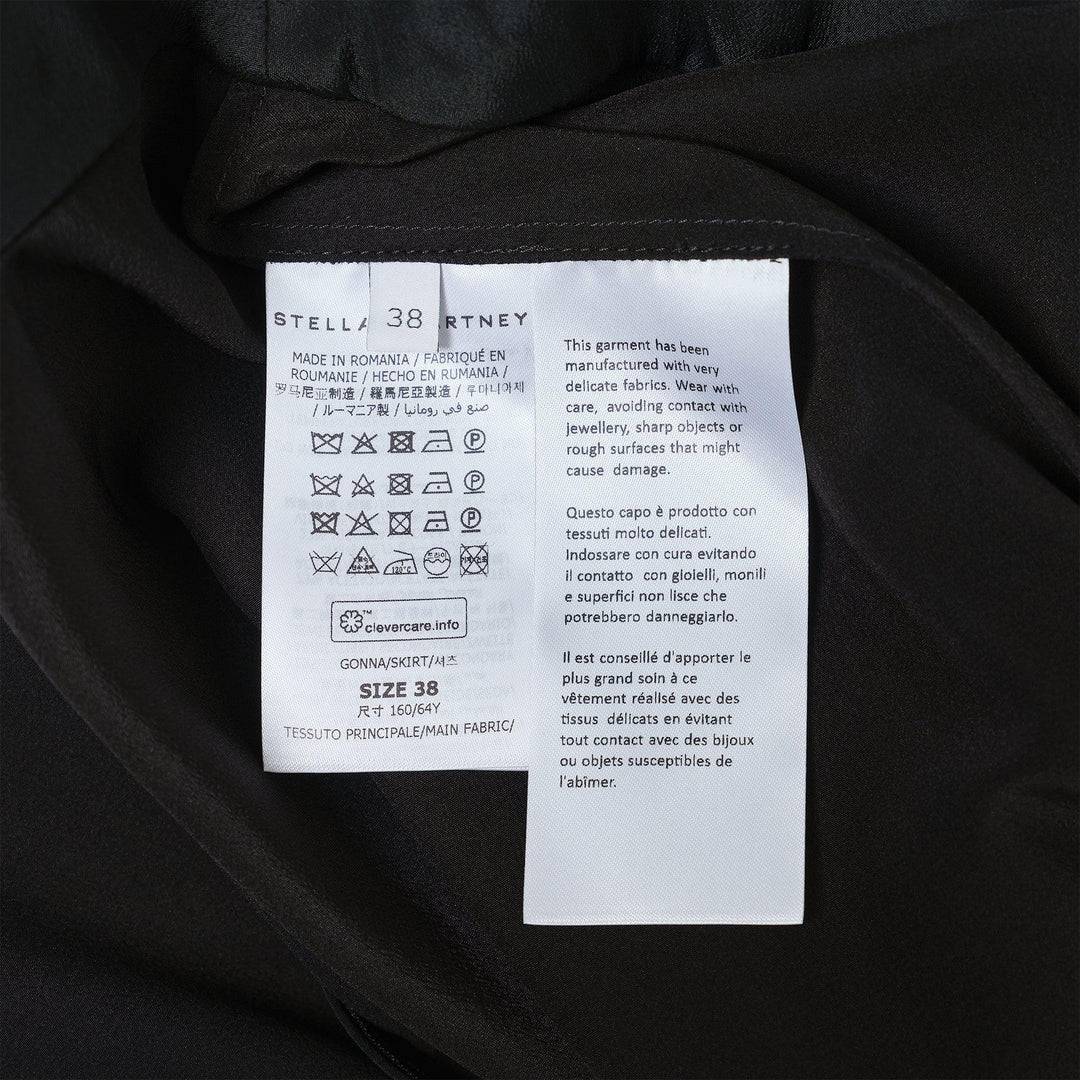 38
STELLA RTNEY
MADE IN ROMANIA / FABRIQUÉ EN
ROUMANIE / HECHO EN RUMANIA /
罗马尼亚制造 / 羅馬尼亞製造 / 루마니아제
/ ルーマニア製 / صنع في رومانيا
P
P
P
120°C
드라이
clevercare.info™
GONNA/SKIRT/셔츠
SIZE 38
尺寸 160/64Y
TESSUTO PRINCIPALE/MAIN FABRIC/
This garment has been
manufactured with very
delicate fabrics. Wear with
care, avoiding contact with
jewellery, sharp objects or
rough surfaces that might
cause damage.
Questo capo è prodotto con
tessuti molto delicati.
Indossare con cura evitando
il contatto con gioielli, monili
e superfici non lisce che
potrebbero danneggiarlo.
Il est conseillé d'apporter le
plus grand soin à ce
vêtement réalisé avec des
tissus délicats en évitant
tout contact avec des bijoux
ou objets susceptibles de
l'abîmer.